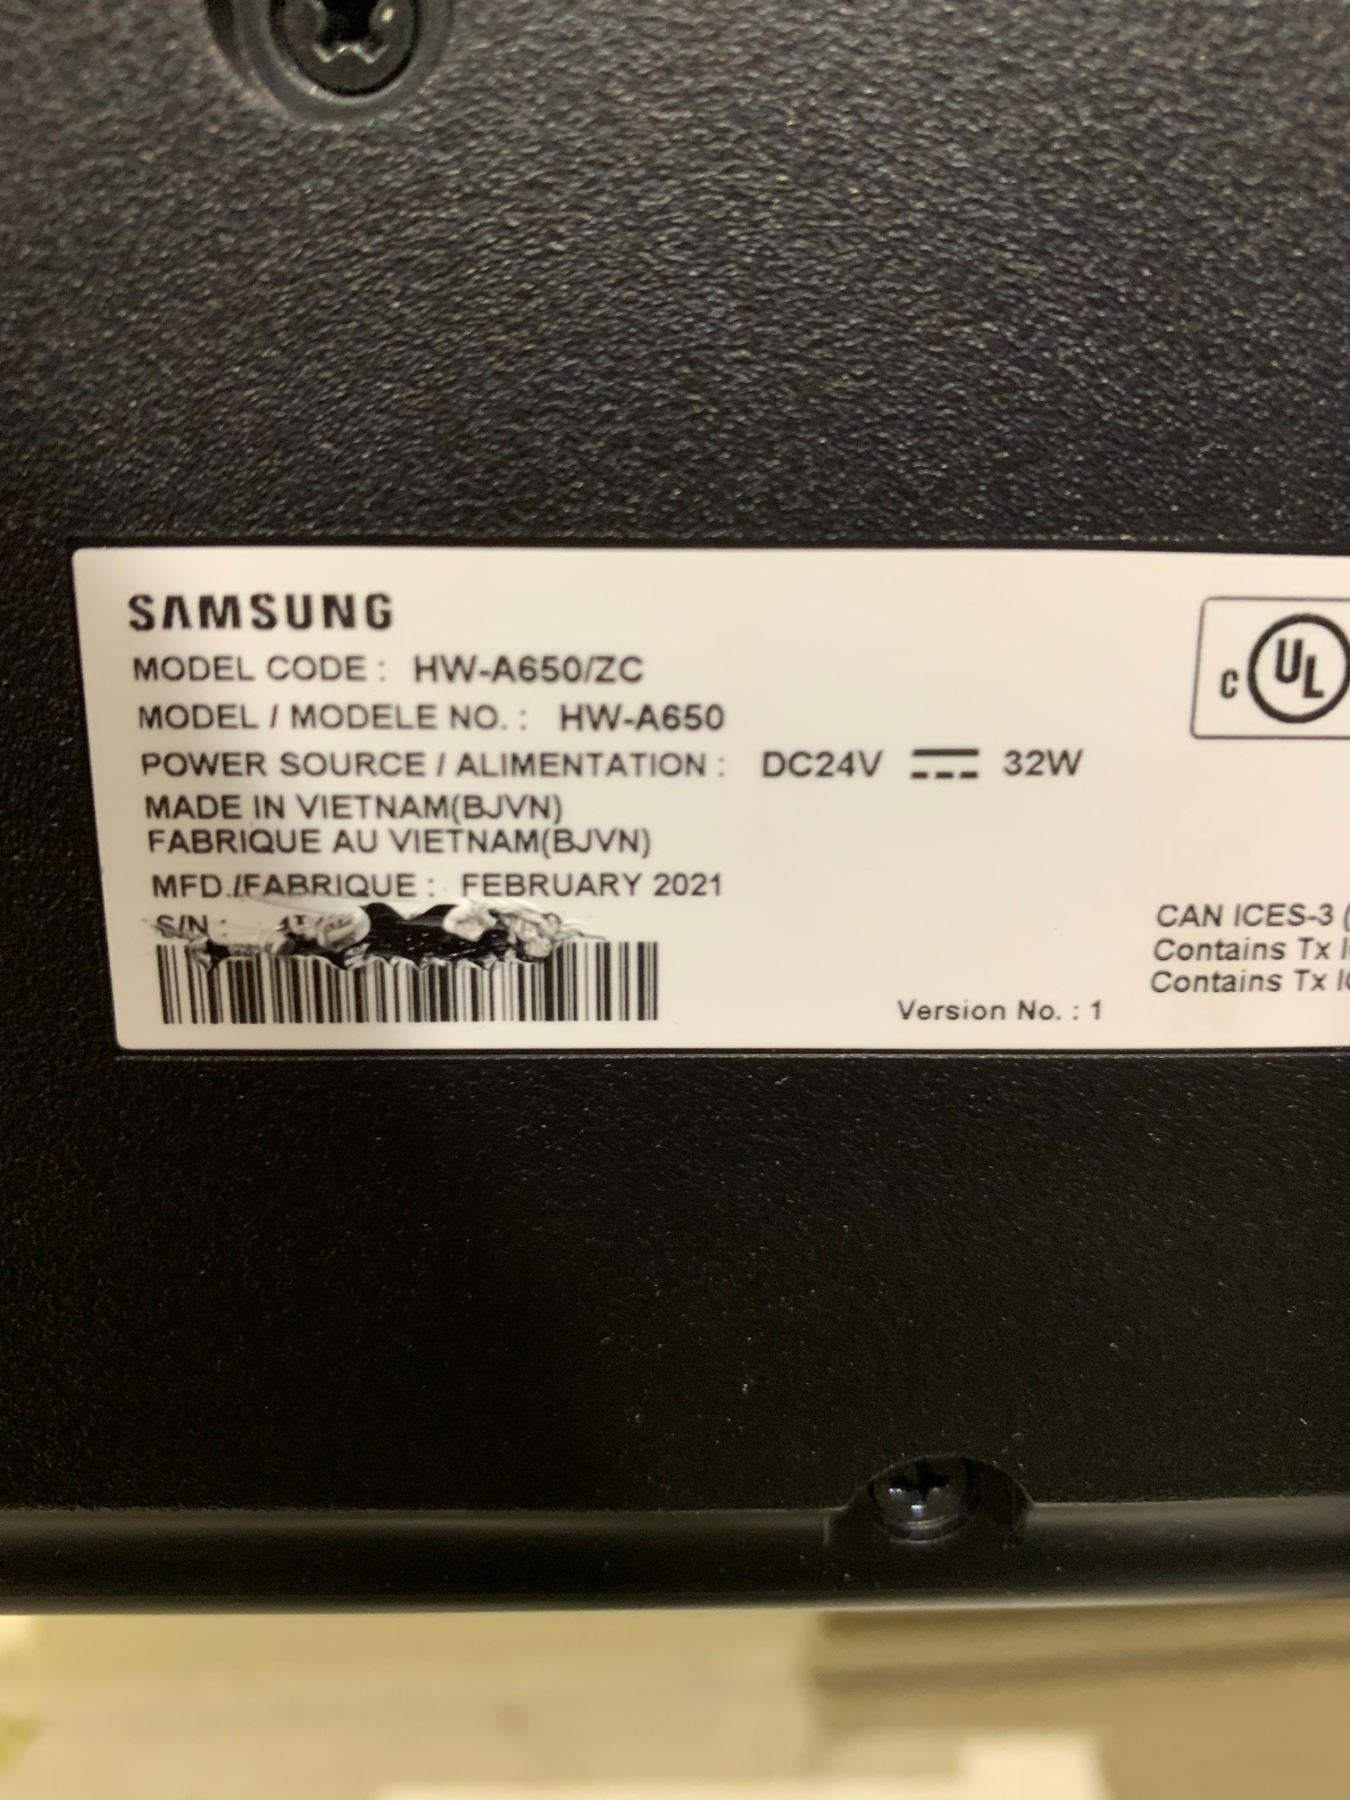 SAMSUNG
MODEL CODE : HW-A650/ZC
MODEL / MODELE NO. : HW-A650
POWER SOURCE / ALIMENTATION : DC24V 32W
MADE IN VIETNAM(BJVN)
FABRIQUE AU VIETNAM(BJVN)
MFD./FABRIQUE : FEBRUARY 2021
S/N :
Version No. : 1
C UL
CAN ICES-3 (
Contains Tx
Contains Tx